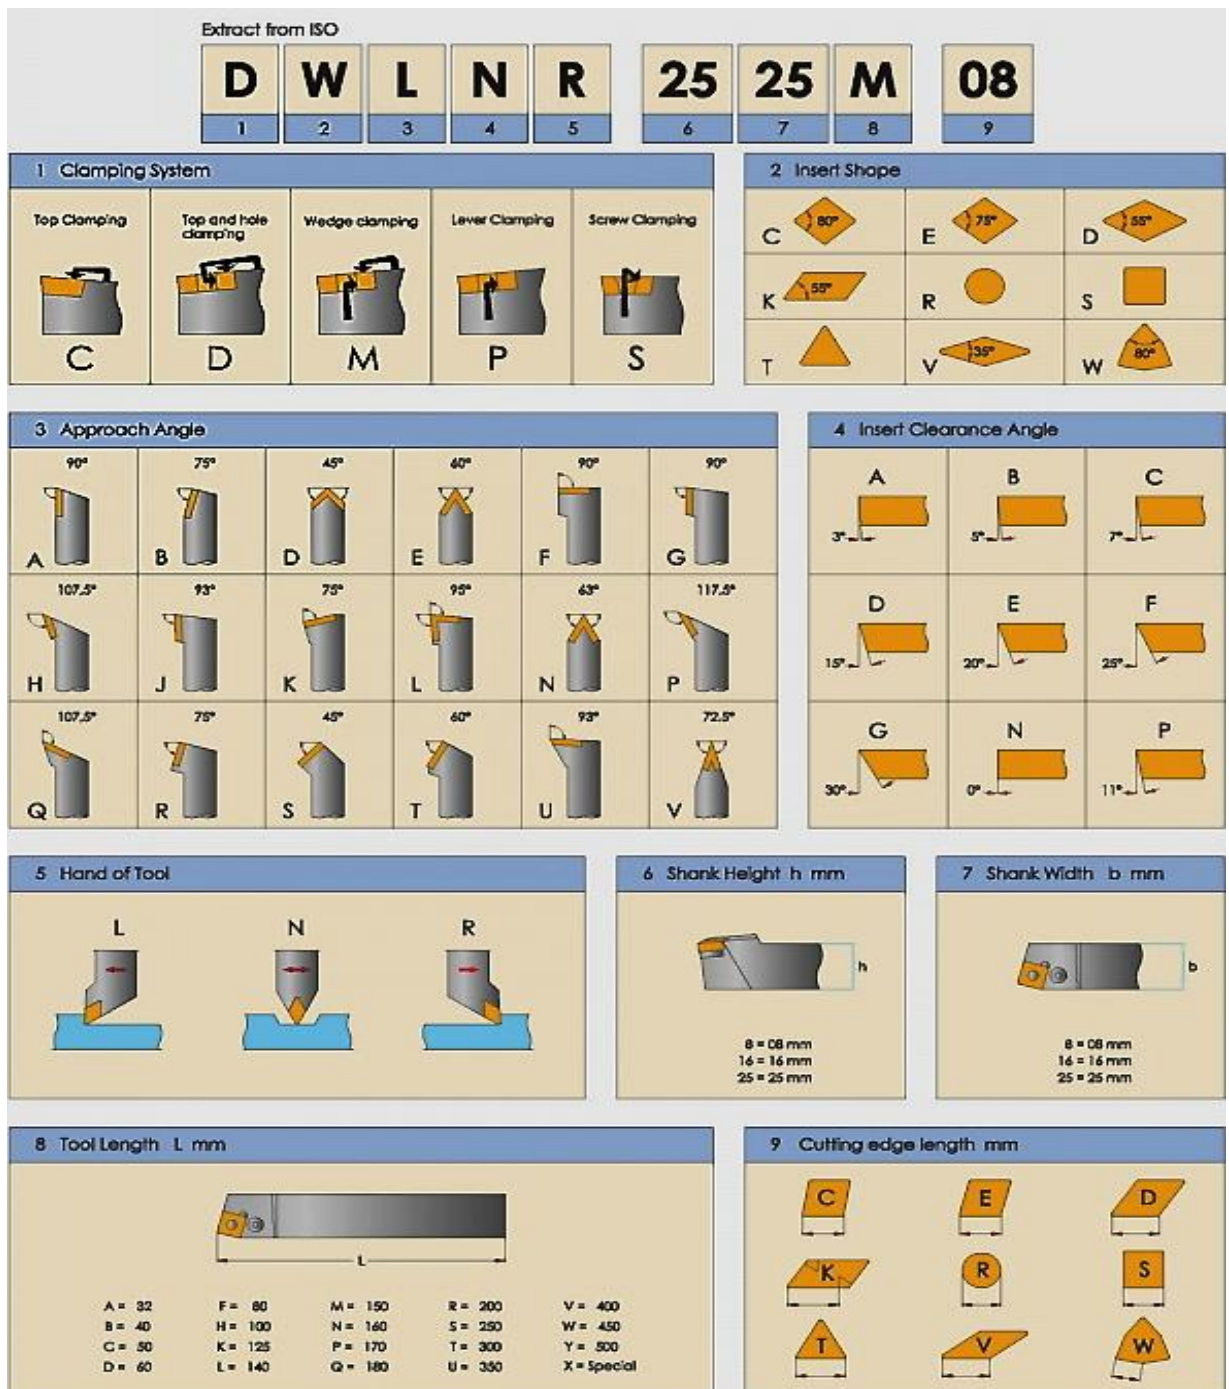 Extract from ISO
D W L N R 25 25 M 08
1 2 3 4 5 6 7 8 9
1 Clamping System
Top Clamping
Top and hole
clamping
Wedge clamping
Lever Clamping
Screw Clamping
C D M P S
2 Insert Shape
C 80° E 75° D 55°
K 55° R S
T V 35° W 80°
3 Approach Angle
90° 75° 45° 60° 90° 90°
A B D E F G
107.5° 93° 75° 95° 63° 117.5°
H J K L N P
107.5° 75° 45° 60° 93° 72.5°
Q R S T U V
4 Insert Clearance Angle
A B C
3° 5° 7°
D E F
15° 20° 25°
G N P
30° 0° 11°
5 Hand of Tool
L N R
6 Shank Height h mm
h
8 = 08 mm
16 = 16 mm
25 = 25 mm
7 Shank Width b mm
b
8 = 08 mm
16 = 16 mm
25 = 25 mm
8 Tool Length L mm
L
A = 32 F = 80 M = 150 R = 200 V = 400
B = 40 H = 100 N = 160 S = 250 W = 450
C = 50 K = 125 P = 170 T = 300 Y = 500
D = 60 L = 140 Q = 180 U = 350 X = Special
9 Cutting edge length mm
C E D
K R S
T V W